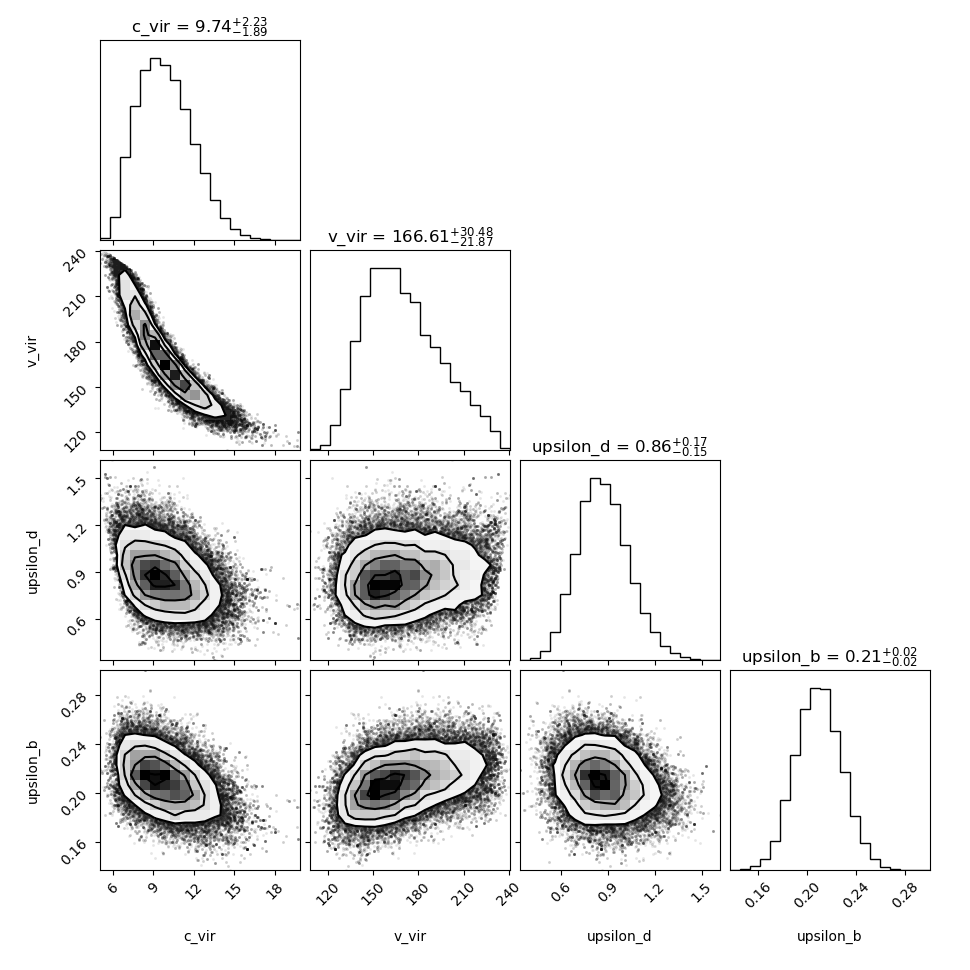 c_vir = 9.74+2.23−1.89
v_vir = 166.61+30.48−21.87
240
210
180
150
120
v_vir
upsilon_d = 0.86+0.17−0.15
1.5
1.2
0.9
0.6
upsilon_d
upsilon_b = 0.21+0.02−0.02
0.28
0.24
0.20
0.16
upsilon_b
6 9 12 15 18
120 150 180 210 240
0.6 0.9 1.2 1.5
0.16 0.20 0.24 0.28
c_vir v_vir upsilon_d upsilon_b